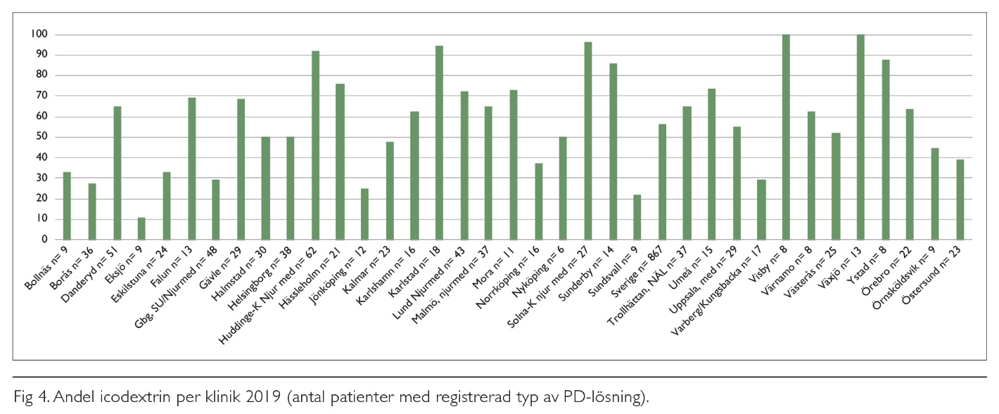 100
90
80
70
60
50
40
30
20
10
0
Bollnäs n= 9
Borås n= 36
Danderyd n= 51
Eksjö n= 9
Eskilstuna n= 24
Falun n= 13
Gbg, SU/Njurmed n= 48
Gävle n= 29
Halmstad n= 30
Helsingborg n= 38
Huddinge-K Njur med n= 62
Hässleholm n= 21
Jönköping n= 12
Kalmar n= 23
Karlshamn n= 16
Karlstad n= 18
Lund Njurmed n= 43
Malmö, njurmed n= 37
Mora n= 11
Norrköping n= 16
Nyköping n= 6
Solna-K njur med n= 27
Sunderby n= 14
Sundsvall n= 9
Sverige n= 867
Trollhättan, NÄL n= 37
Umeå n= 15
Uppsala, med n= 29
Varberg/Kungsbacka n= 17
Visby n= 8
Värnamo n= 8
Västerås n= 25
Växjö n= 13
Ystad n= 8
Örebro n= 22
Örnsköldsvik n= 9
Östersund n= 23
Fig 4. Andel icodextrin per klinik 2019 (antal patienter med registrerad typ av PD-lösning).